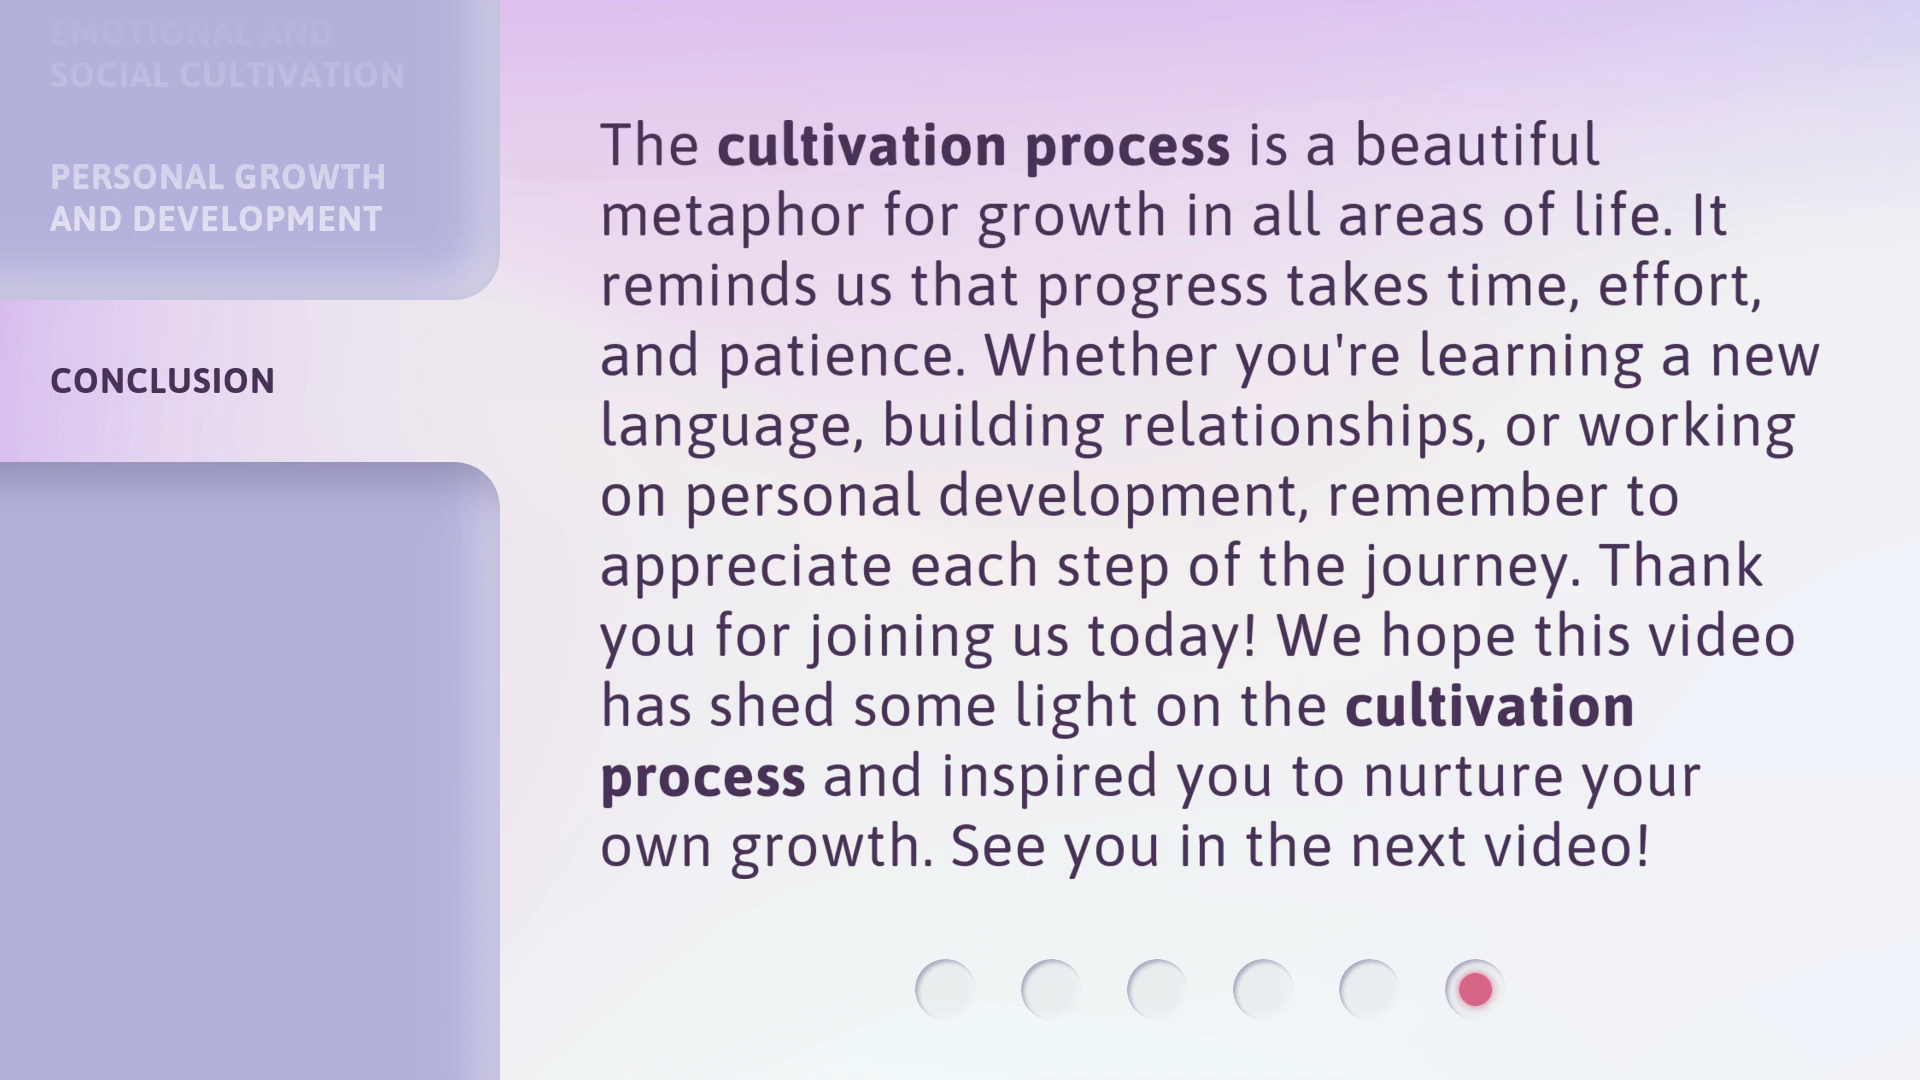 EMOTIONAL AND
SOCIAL CULTIVATION
PERSONAL GROWTH
AND DEVELOPMENT
CONCLUSION
The cultivation process is a beautiful
metaphor for growth in all areas of life. It
reminds us that progress takes time, effort,
and patience. Whether you're learning a new
language, building relationships, or working
on personal development, remember to
appreciate each step of the journey. Thank
you for joining us today! We hope this video
has shed some light on the cultivation
process and inspired you to nurture your
own growth. See you in the next video!